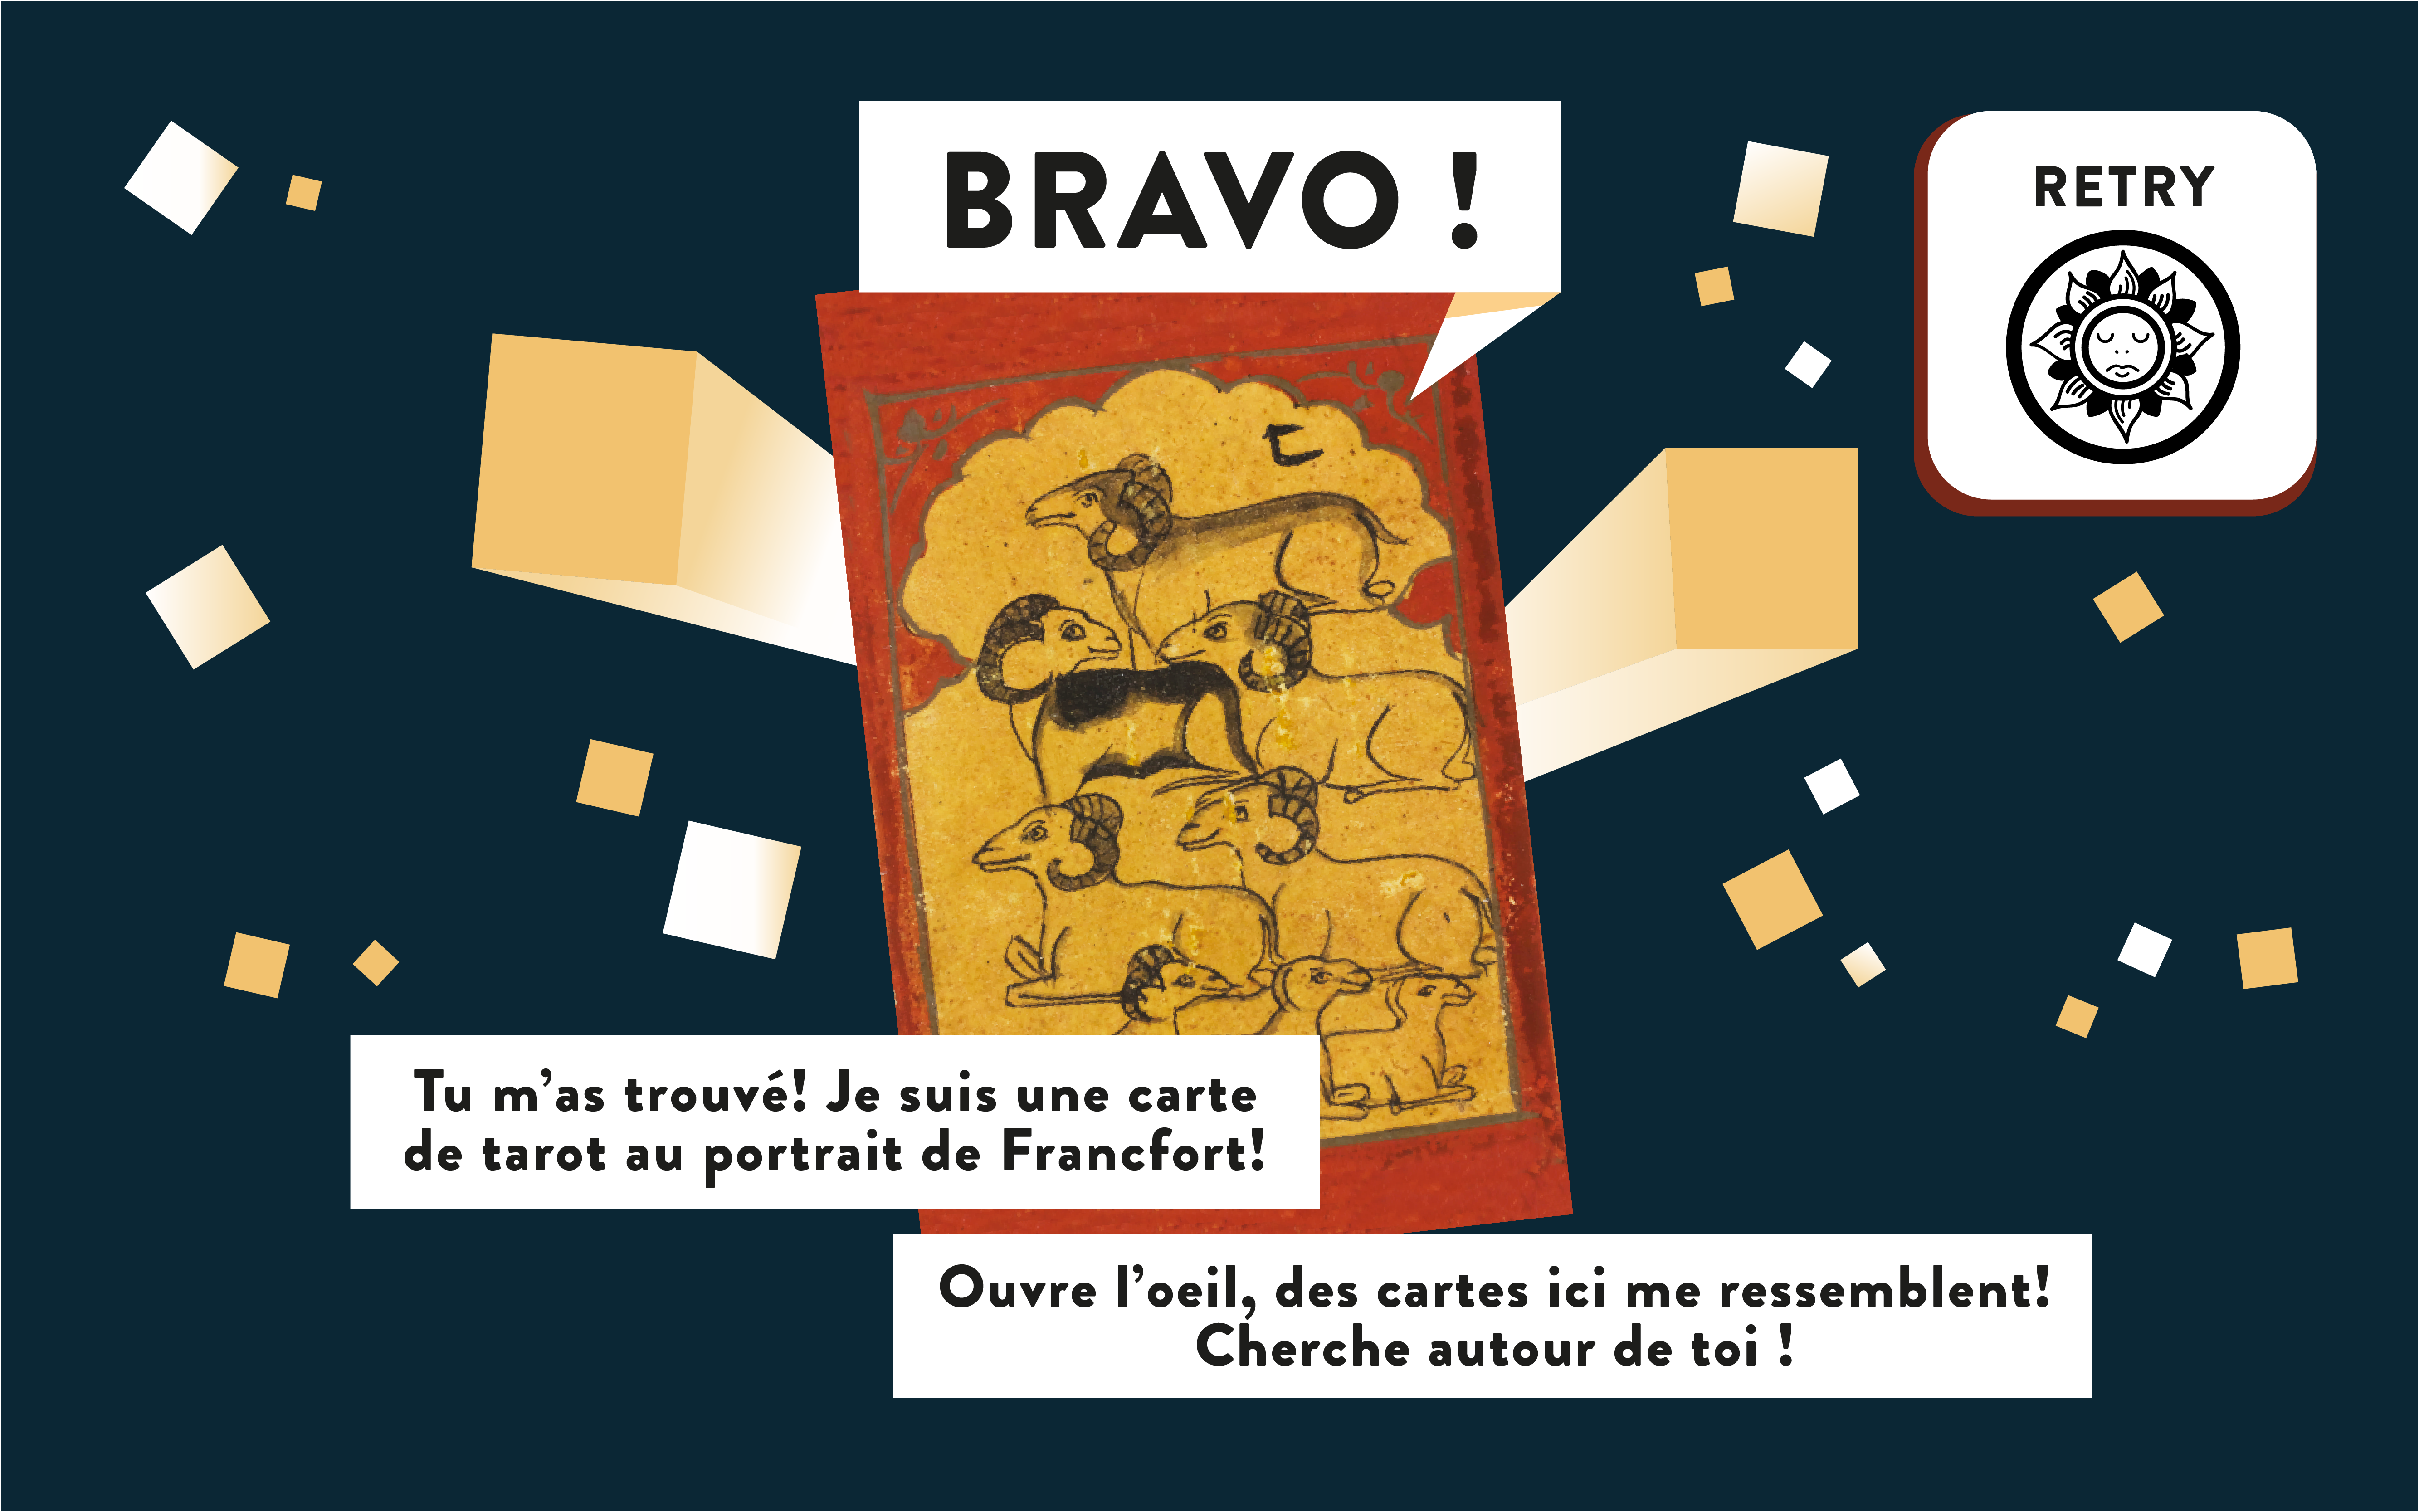 BRAVO !
RETRY
Tu m’as trouvé! Je suis une carte
de tarot au portrait de Francfort!
Ouvre l’oeil, des cartes ici me ressemblent!
Cherche autour de toi !